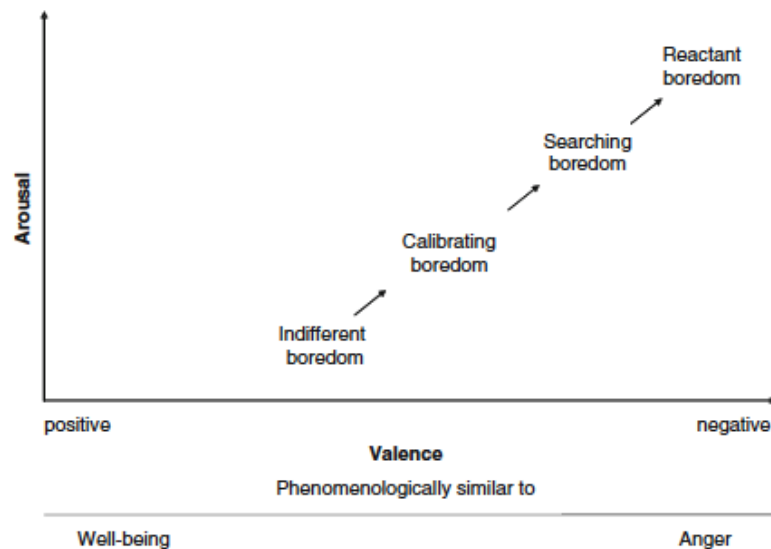 Reactant
boredom
Searching
boredom
Arousal
Calibrating
boredom
Indifferent
boredom
positive
negative
Valence
Phenomenologically similar to
Well-being
Anger